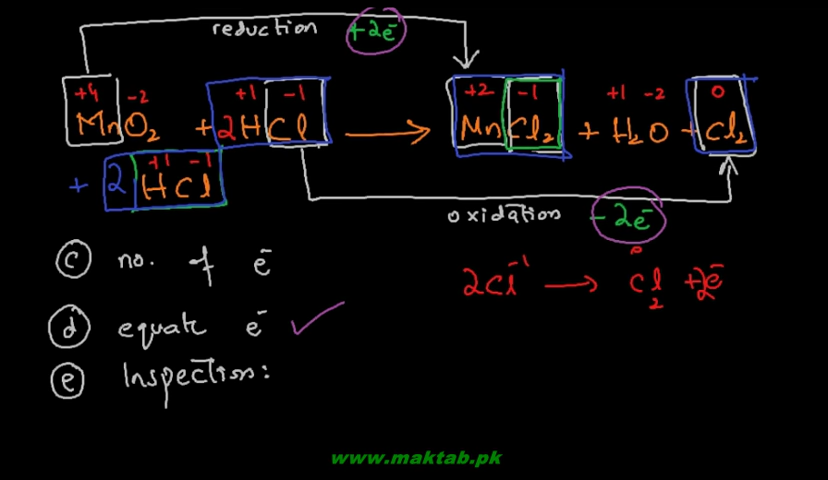 reduction +2e⁻
+4 -2 +1 -1 +2 -1 +1 -2 0
MnO₂ + 2HCl ⟶ MnCl₂ + H₂O + Cl₂
+1 -1
+ 2 HCl
oxidation -2e⁻
(c) no. of e⁻
2Cl⁻¹ ⟶ Cl₂⁰ +2e⁻
(d) equate e⁻ ✓
(e) Inspection:
www.maktab.pk